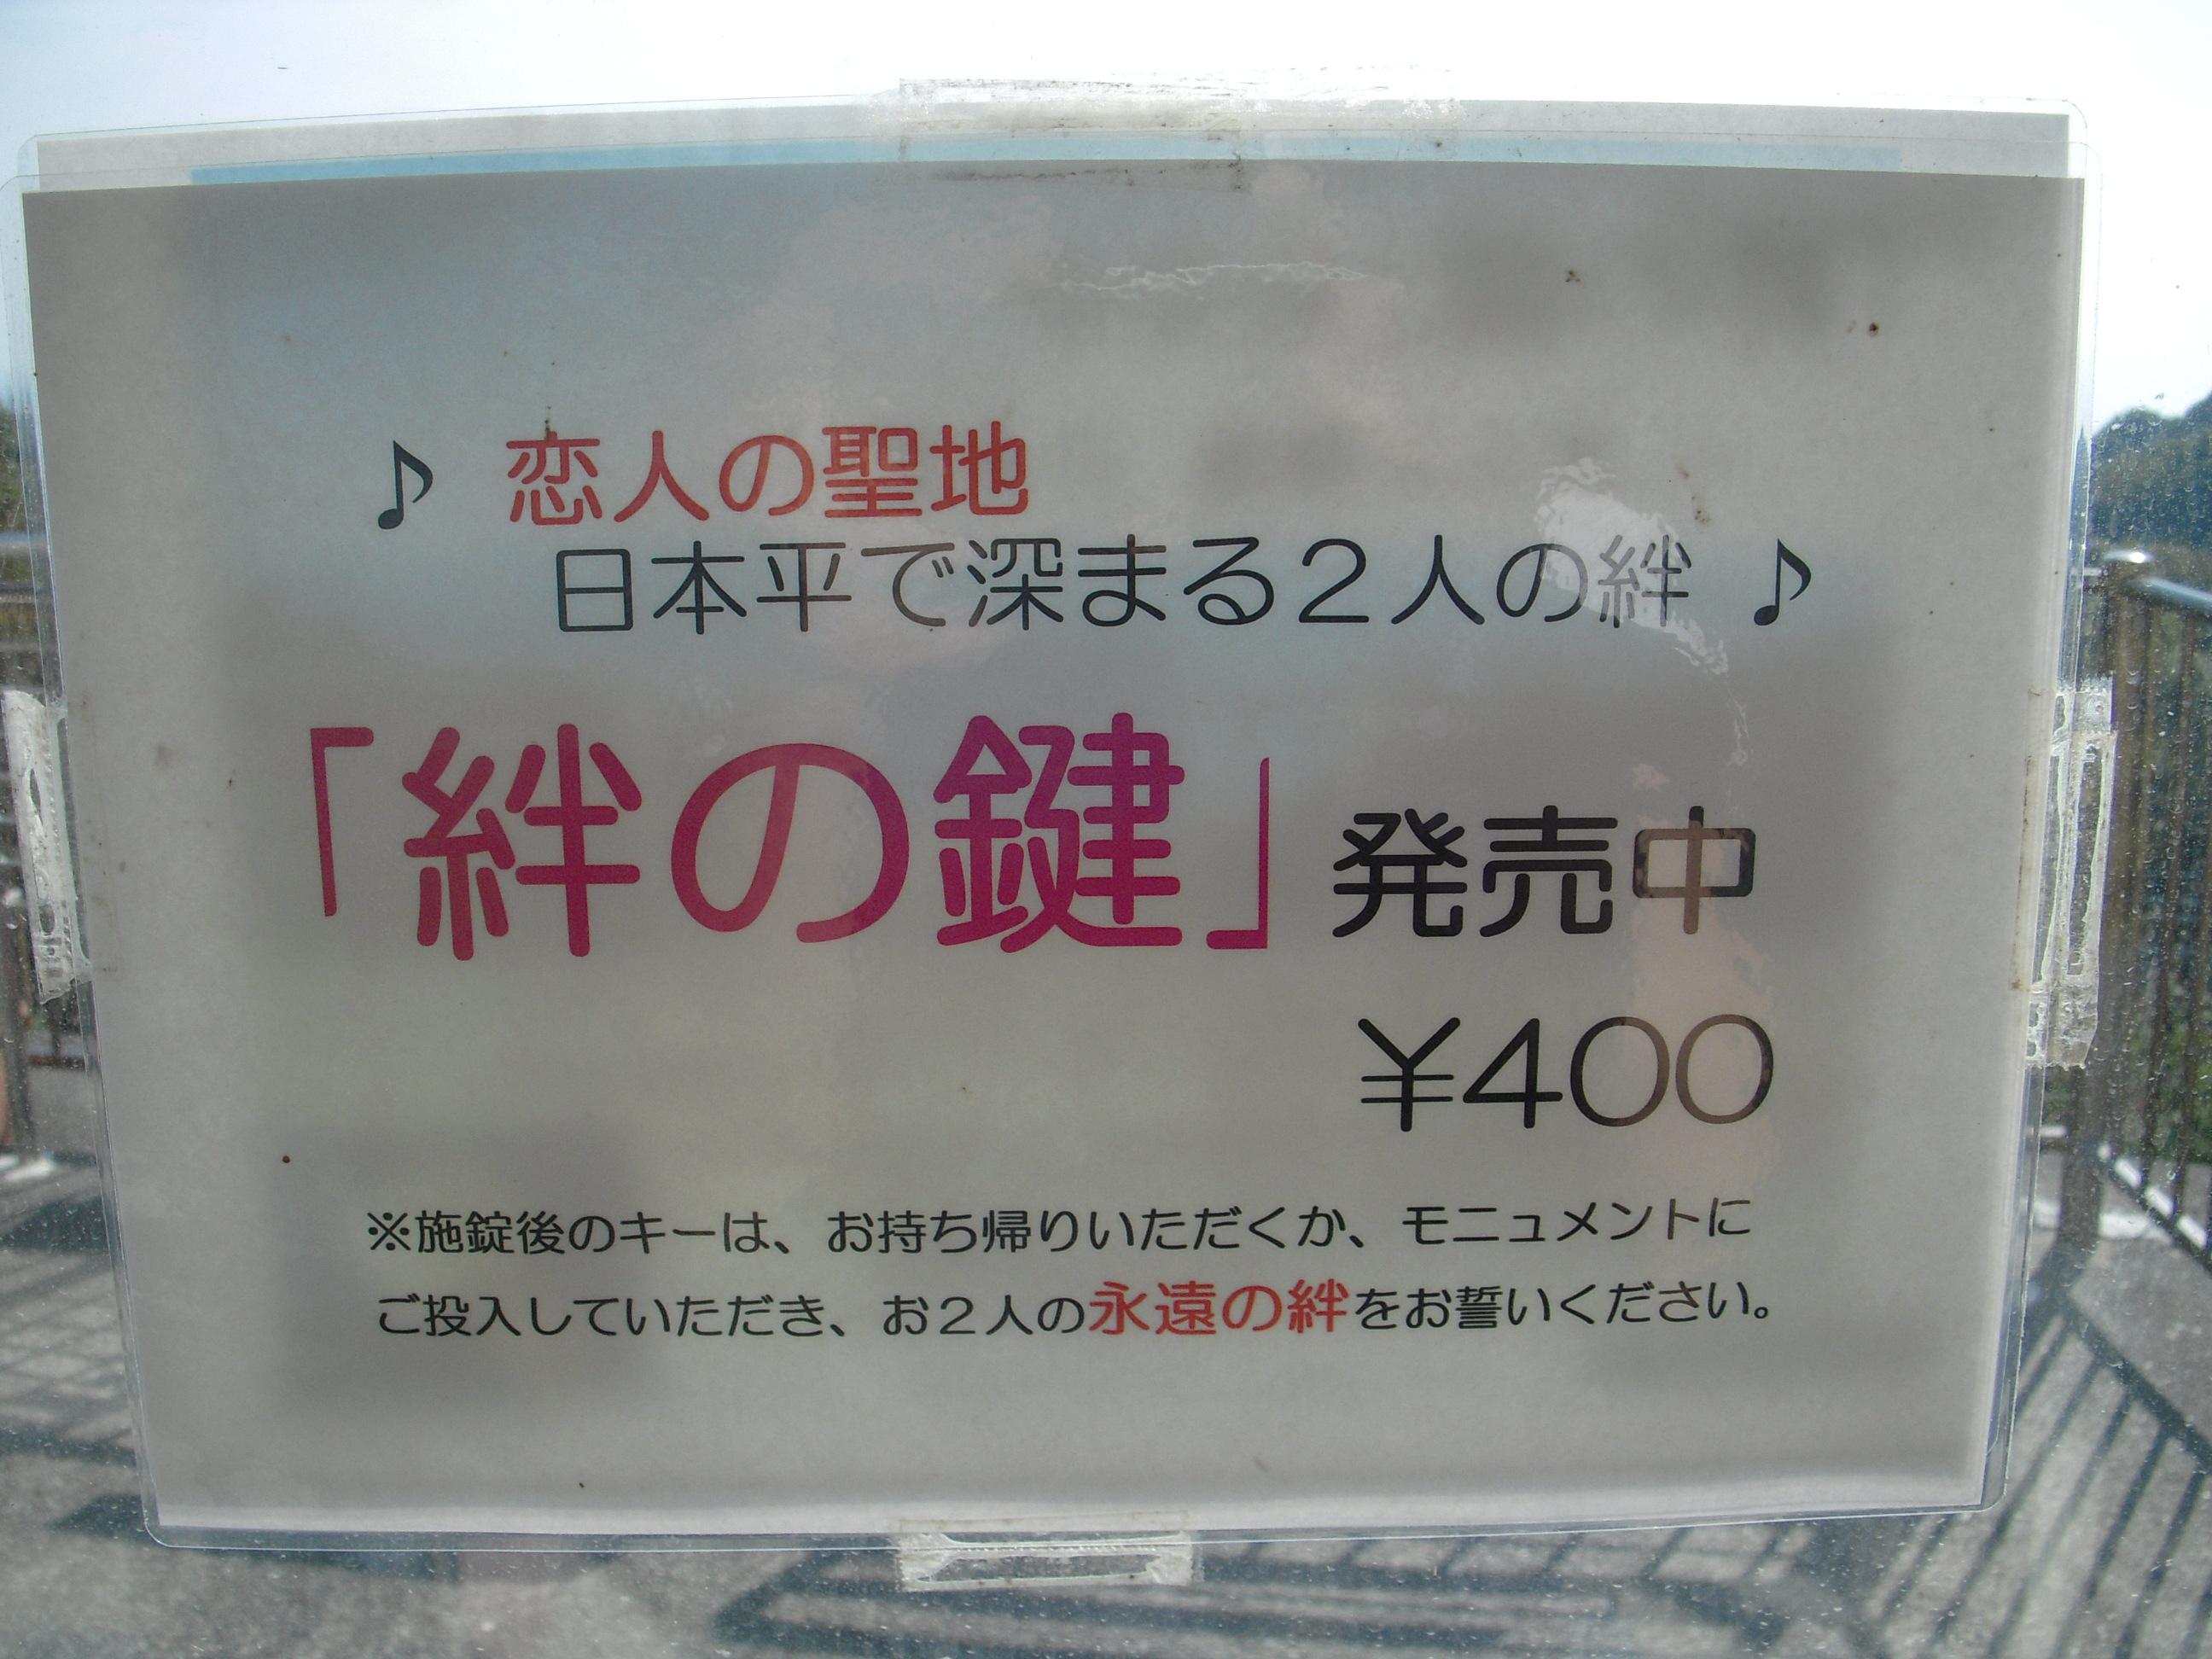 ♪ 恋人の聖地
日本平で深まる２人の絆 ♪
「絆の鍵」発売中
¥400
※施錠後のキーは、お持ち帰りいただくか、モニュメントに
ご投入していただき、お２人の永遠の絆をお誓いください。